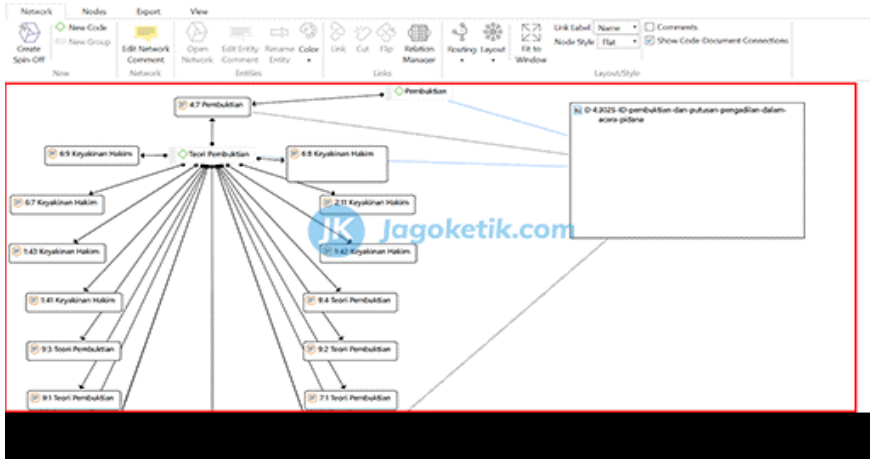 Network Nodes Export View
New Code
New Group
Create Spin-Off
Edit Network Comment
Open Network
Edit Entity Comment
Rename Entity
Color
Link
Cut
Flip
Relation Manager
Routing
Layout
Fit to Window
Link Label Name
Node Style Flat
Comments
Show Code-Document Connections
New
Network
Entities
Links
Layout/Style
Pembuktian
4:7 Pembuktian
D 4:3025-ID-pembuktian-dan-putusan-pengadilan-dalam-
acara-pidana
6:9 Keyakinan Hakim
Teori Pembuktian
6:8 Keyakinan Hakim
6:7 Keyakinan Hakim
2:11 Keyakinan Hakim
JK Jagoketik.com
1:43 Keyakinan Hakim
1:42 Keyakinan Hakim
1:41 Keyakinan Hakim
9:4 Teori Pembuktian
9:3 Teori Pembuktian
9:2 Teori Pembuktian
9:1 Teori Pembuktian
7:1 Teori Pembuktian